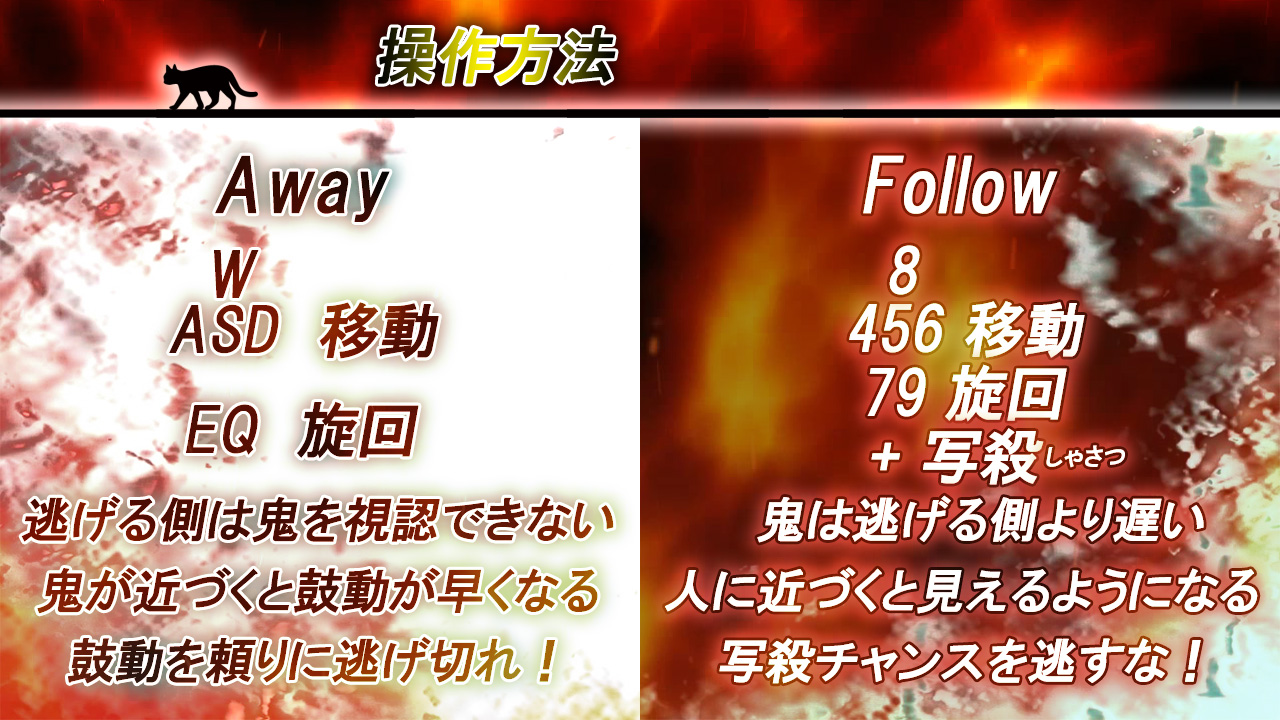 操作方法
Away
W
ASD 移動
EQ 旋回
逃げる側は鬼を視認できない
鬼が近づくと鼓動が早くなる
鼓動を頼りに逃げ切れ！
Follow
8
456 移動
79 旋回
+ 写殺しゃさつ
鬼は逃げる側より遅い
人に近づくと見えるようになる
写殺チャンスを逃すな！